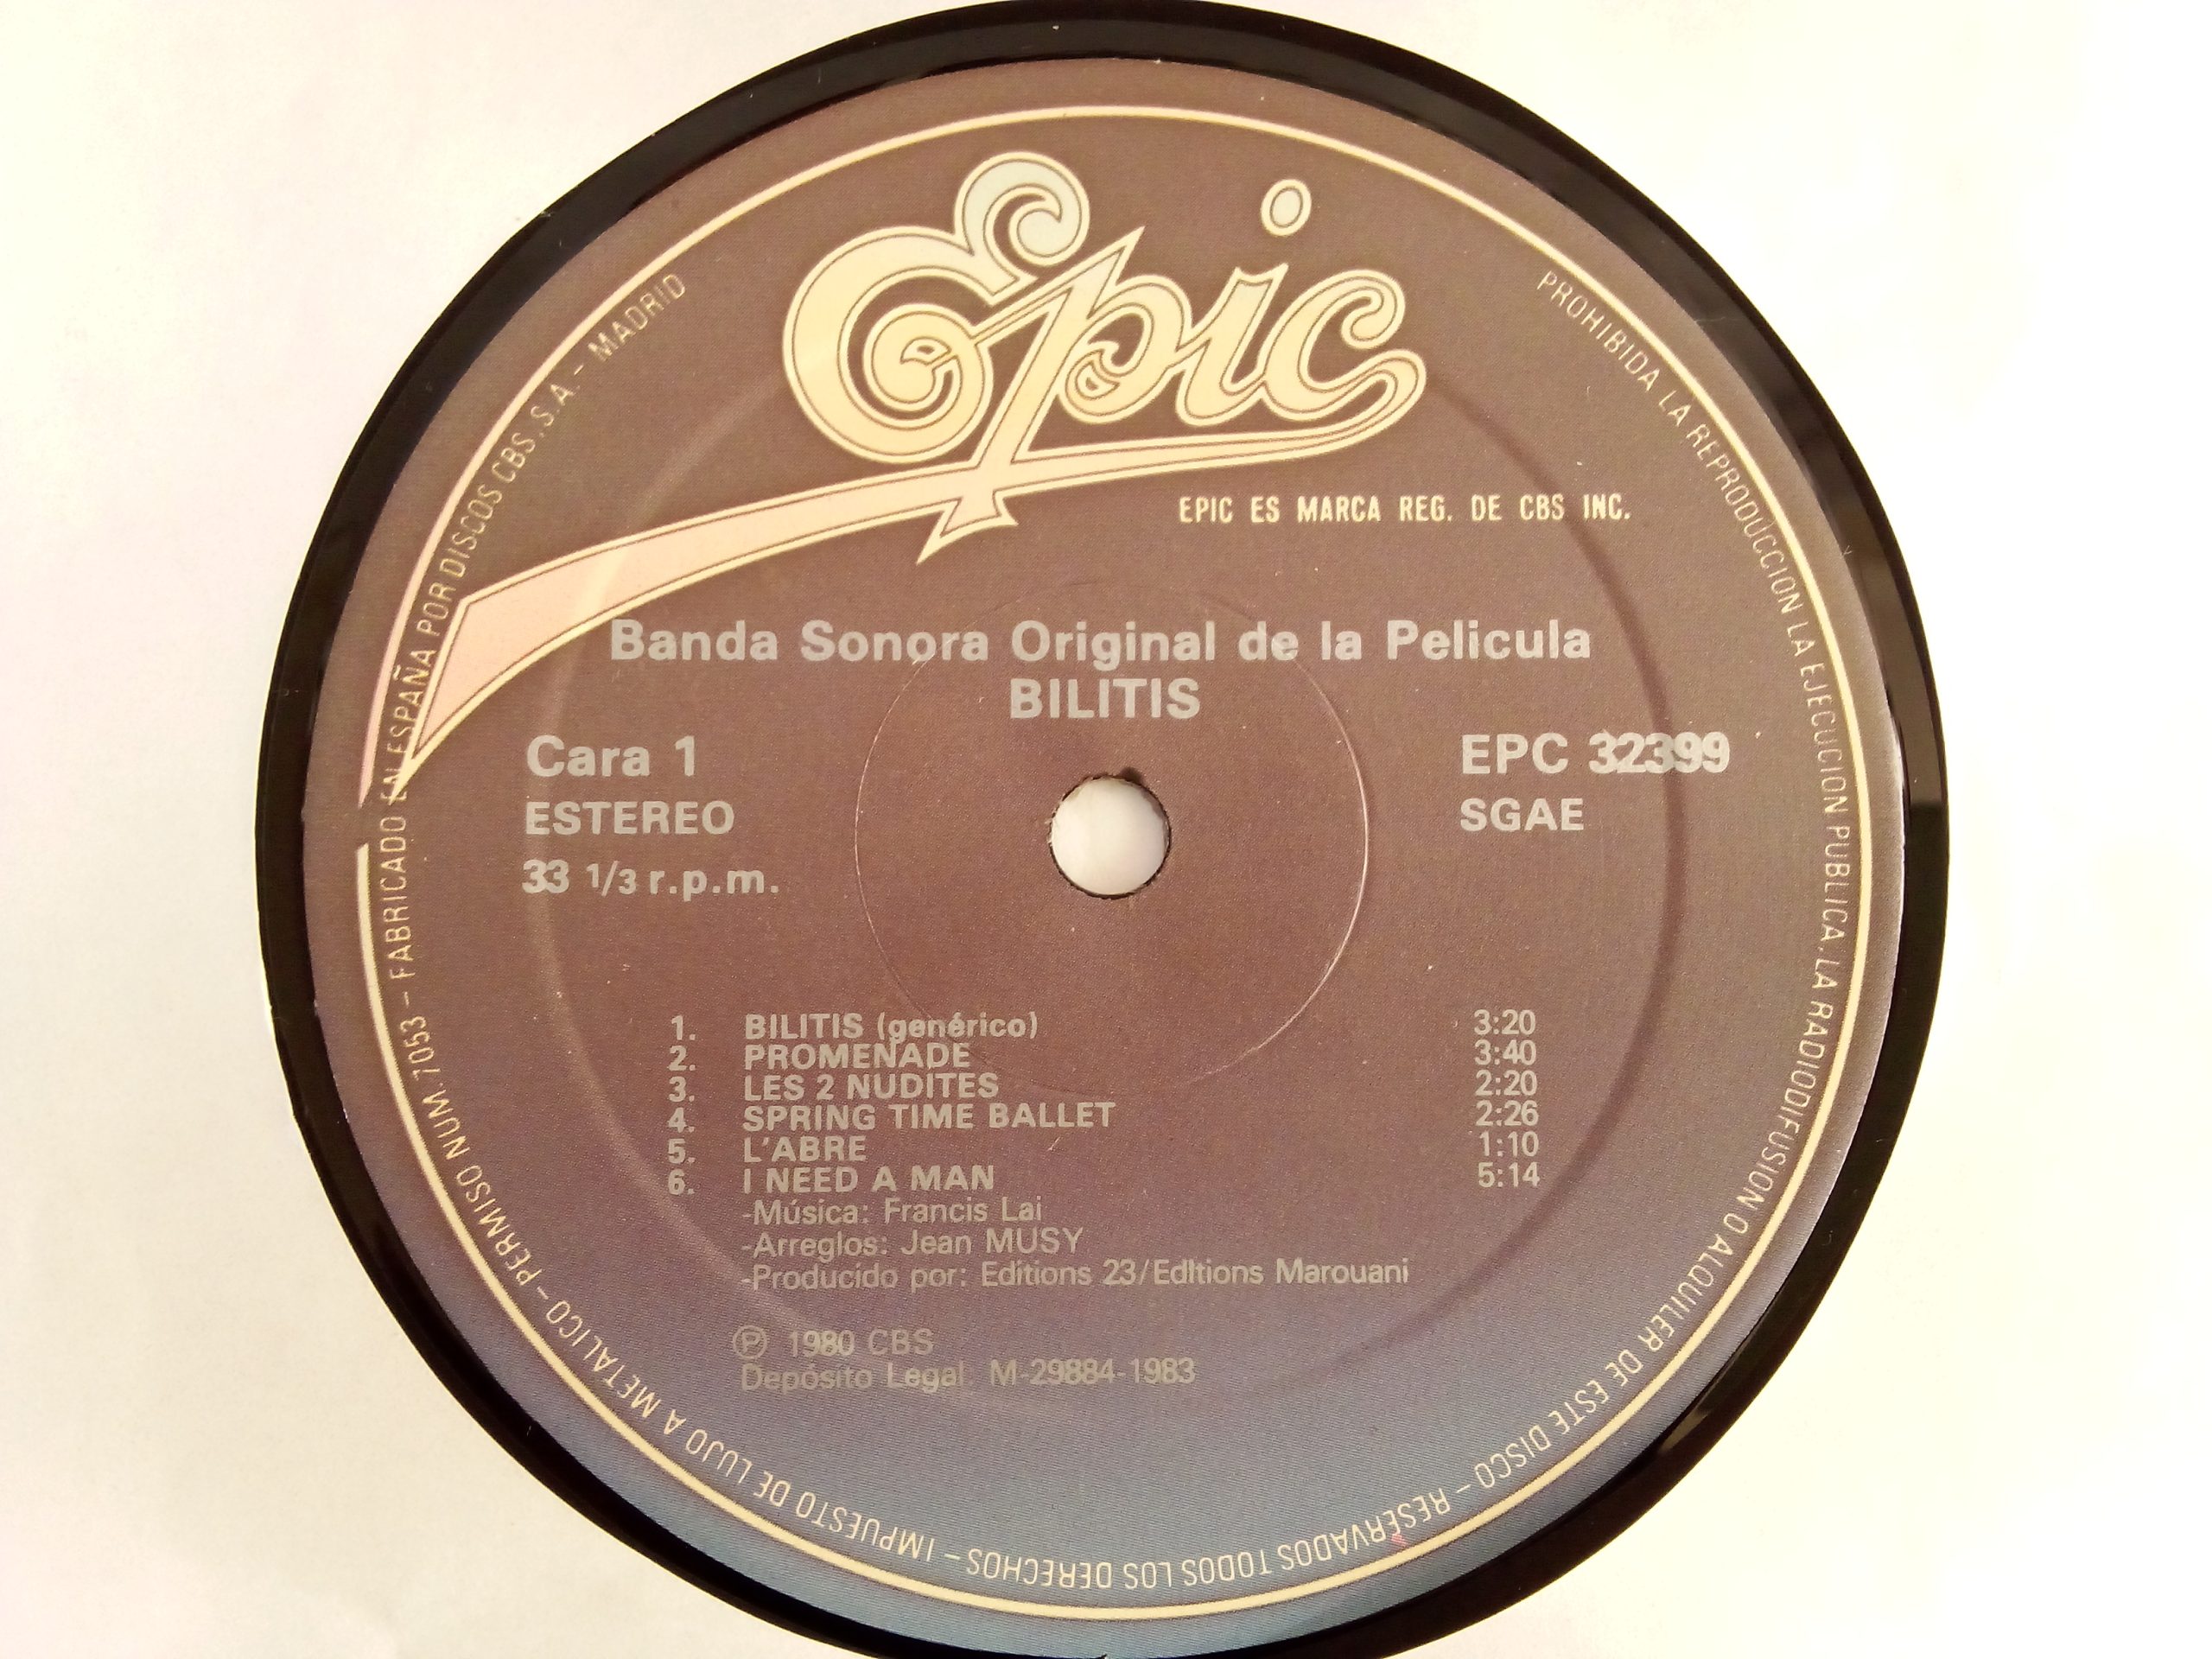 Epic
EPIC ES MARCA REG. DE CBS INC.
Banda Sonora Original de la Pelicula
BILITIS
Cara 1
ESTEREO
33 1/3 r.p.m.
EPC 32399
SGAE
1. BILITIS (genérico) 3:20
2. PROMENADE 3:40
3. LES 2 NUDITES 2:20
4. SPRING TIME BALLET 2:26
5. L'ABRE 1:10
6. I NEED A MAN 5:14
-Música: Francis Lai
-Arreglos: Jean MUSY
-Producido por: Editions 23/Editions Marouani
℗ 1980 CBS
Depósito Legal: M-29884-1983
PROHIBIDA LA REPRODUCCION LA EJECUCION PUBLICA, LA RADIODIFUSION O ALQUILER DE ESTE DISCO - RESERVADOS TODOS LOS DERECHOS - IMPUESTO DE LUJO A METALICO - PERMISO NUM. 7053 - FABRICADO EN ESPAÑA POR DISCOS CBS, S.A. - MADRID